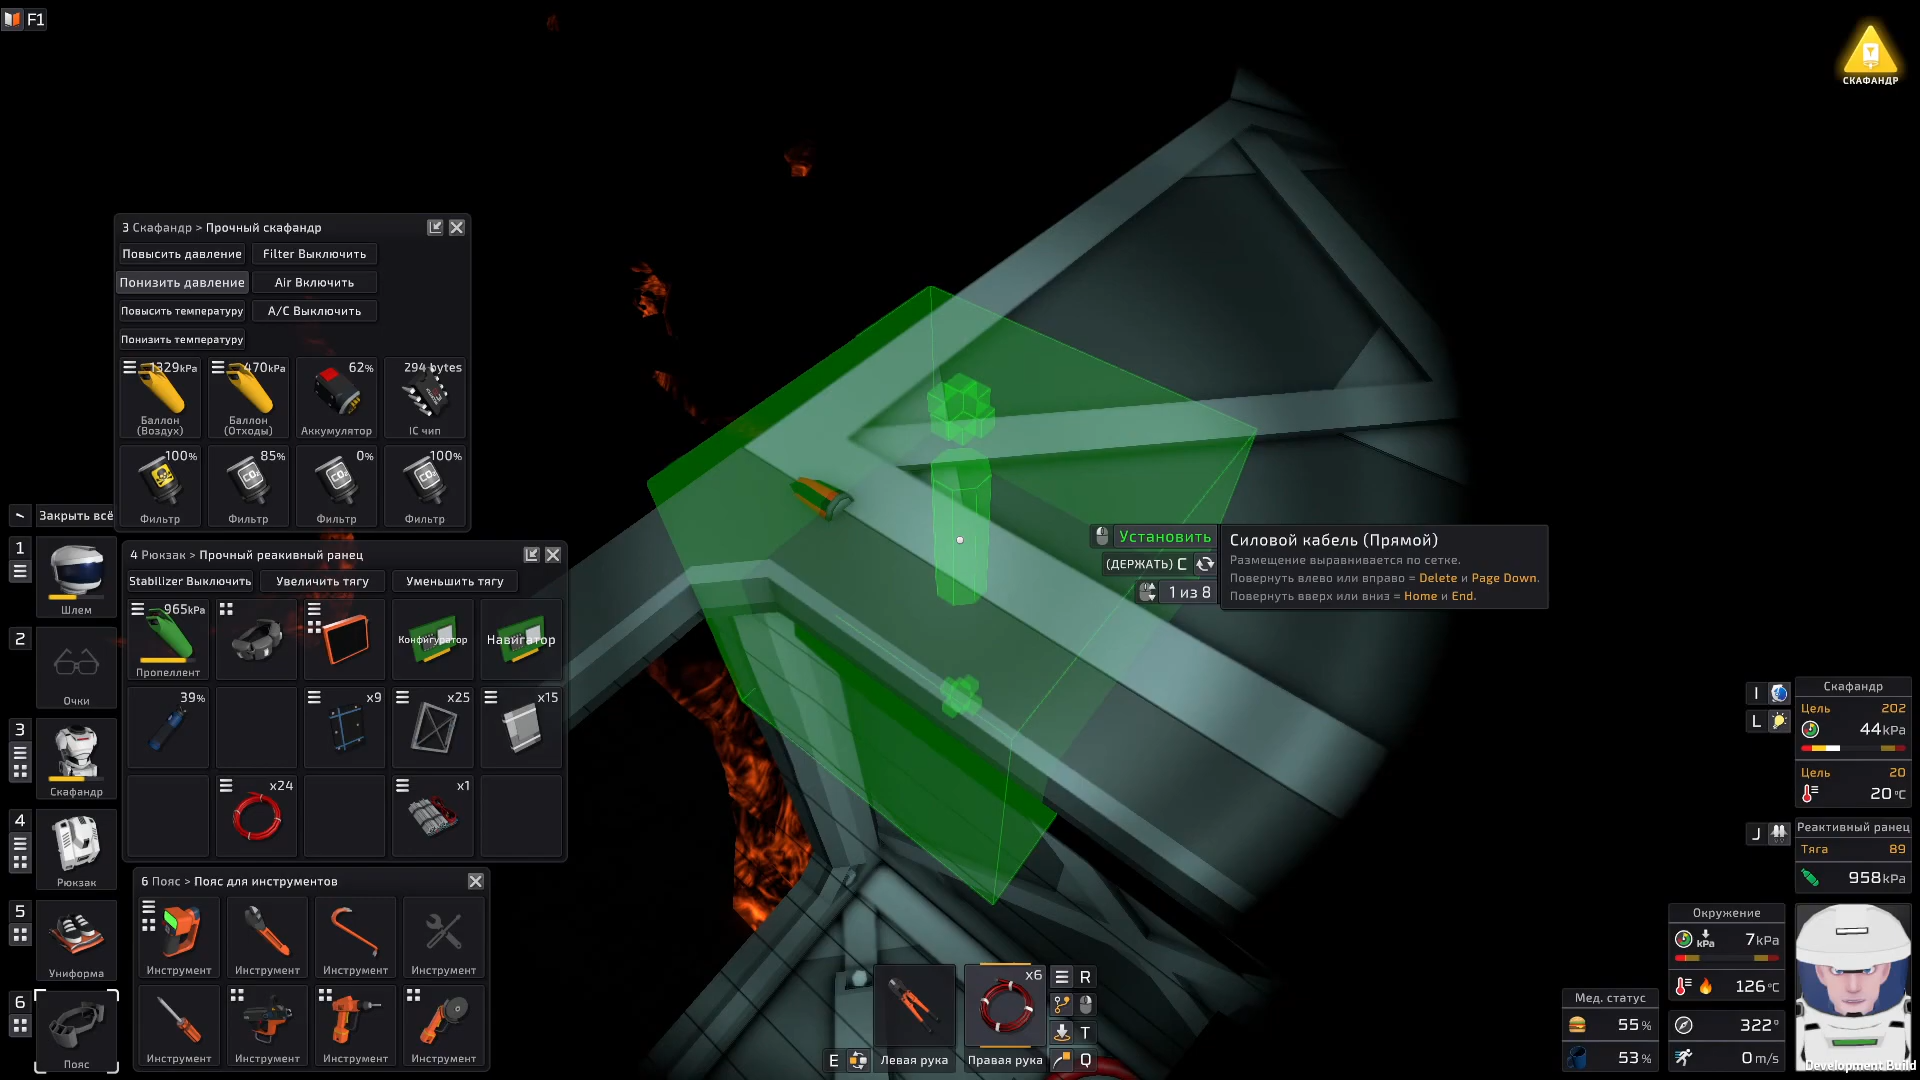 F1
СКАФАНДР
3 Скафандр > Прочный скафандр
Повысить давление
Filter Выключить
Понизить давление
Air Включить
Повысить температуру
A/C Выключить
Понизить температуру
1329kPa
470kPa
62%
294 bytes
Баллон (Воздух)
Баллон (Отходы)
Аккумулятор
IC чип
100%
85%
0%
100%
Фильтр
Фильтр
Фильтр
Фильтр
Закрыть всё
1
Шлем
2
Очки
3
Скафандр
4
Рюкзак
5
Униформа
6
Пояс
4 Рюкзак > Прочный реакивный ранец
Stabilizer Выключить
Увеличить тягу
Уменьшить тягу
965kPa
Пропеллент
Конфигуратор
Навигатор
39%
x9
x25
x15
x24
x1
6 Пояс > Пояс для инструментов
Инструмент
Инструмент
Инструмент
Инструмент
Инструмент
Инструмент
Инструмент
Инструмент
Установить
(ДЕРЖАТЬ) C
1 из 8
Силовой кабель (Прямой)
Размещение выравнивается по сетке.
Повернуть влево или вправо = Delete и Page Down.
Повернуть вверх или вниз = Home и End.
E
Левая рука
x6
Правая рука
R
T
Q
I
L
Скафандр
Цель 202
44kPa
Цель 20
20°C
J
Реактивный ранец
Тяга 89
958kPa
Окружение
kPa 7kPa
126°C
322°
0m/s
Мед. статус
55%
53%
Development Build